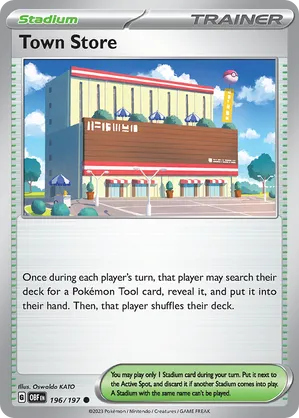 Stadium
TRAINER
Town Store
Once during each player's turn, that player may search their
deck for a Pokémon Tool card, reveal it, and put it into
their hand. Then, that player shuffles their deck.
Illus. Oswaldo KATO
G OBF EN 196/197 ●
You may play only 1 Stadium card during your turn. Put it next to
the Active Spot, and discard it if another Stadium comes into play.
A Stadium with the same name can't be played.
©2023 Pokémon / Nintendo / Creatures / GAME FREAK